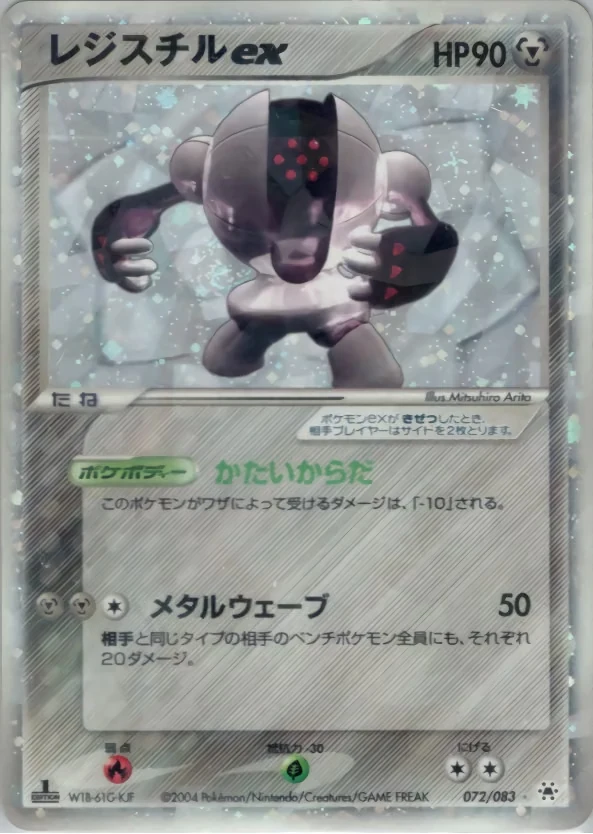 レジスチルex HP90
たね Illus. Mitsuhiro Arita
ポケモンexが きぜつしたとき、
相手プレイヤーはサイトを2枚とります。
ポケボディー かたいからだ
このポケモンがワザによって受けるダメージは、「-10」される。
メタルウェーブ 50
相手と同じタイプの相手のベンチポケモン全員にも、それぞれ
20ダメージ。
弱点 抵抗力 -30 にげる
1 EDITION W18-61G-KJF ©2004 Pokémon/Nintendo/Creatures/GAME FREAK 072/083